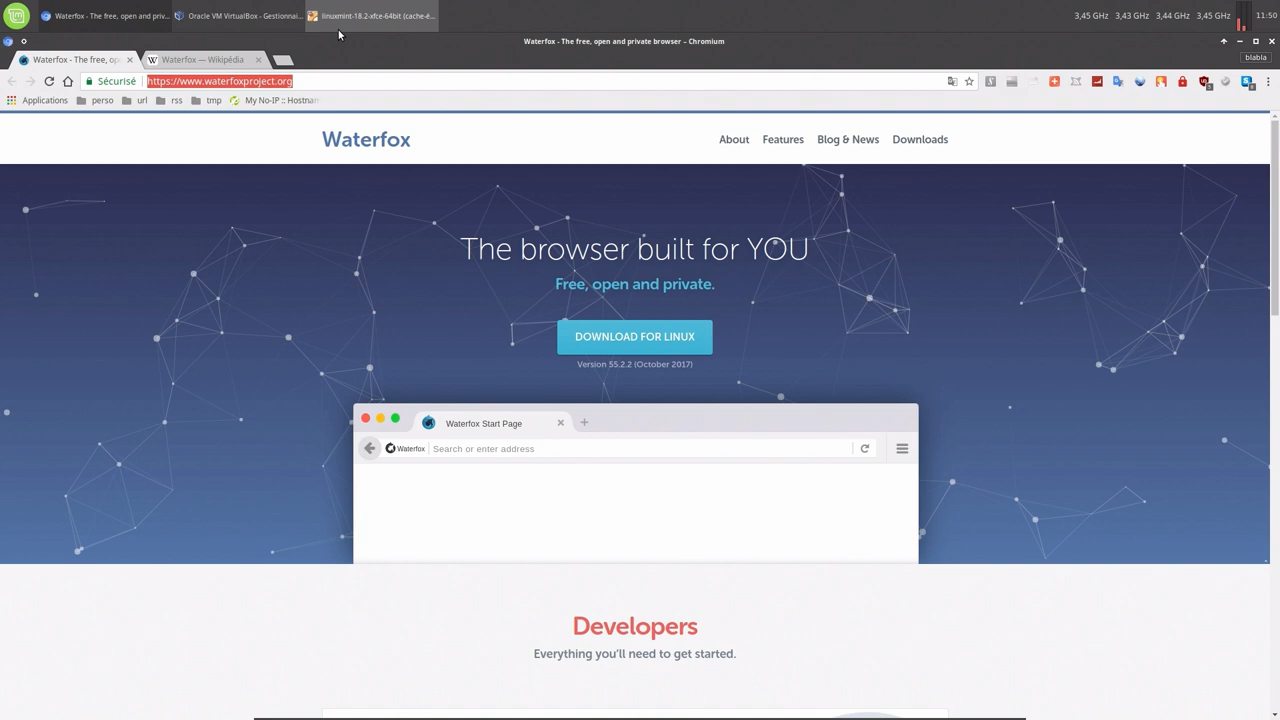 Waterfox - The free, open and priv... Oracle VM VirtualBox - Gestionnai... linuxmint-18.2-xfce-64bit (cache-é... 3,45 GHz 3,43 GHz 3,44 GHz 3,45 GHz 11:50
Waterfox - The free, open and private browser – Chromium
Waterfox - The free, op Waterfox — Wikipédia blabla
Sécurisé https://www.waterfoxproject.org
Applications perso url rss tmp My No-IP :: Hostnam
Waterfox About Features Blog & News Downloads
The browser built for YOU
Free, open and private.
DOWNLOAD FOR LINUX
Version 55.2.2 (October 2017)
Waterfox Start Page
Waterfox Search or enter address
Developers
Everything you'll need to get started.